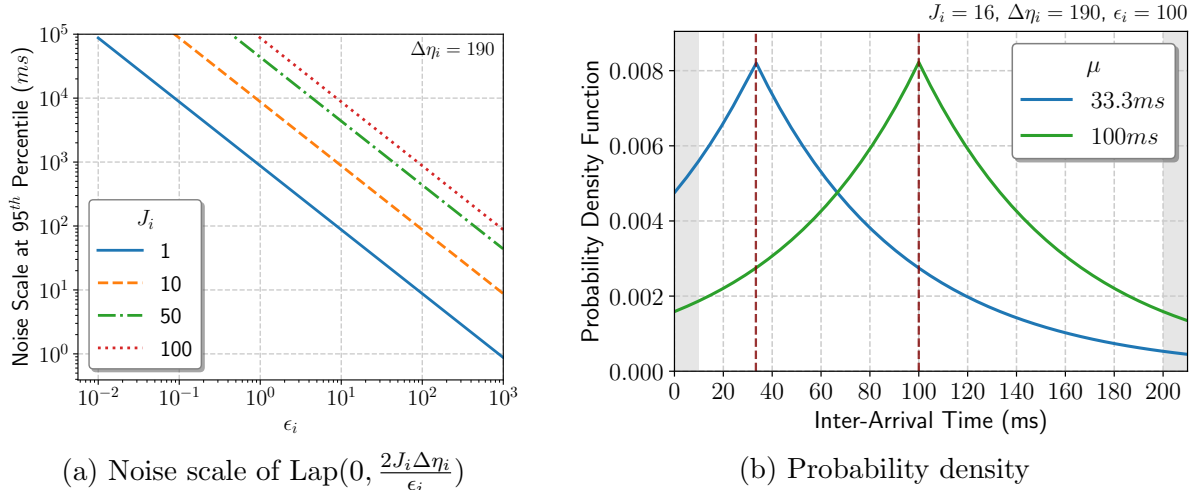 Δη_i = 190
Noise Scale at 95^th Percentile (ms)
10^5
10^4
10^3
10^2
10^1
10^0
J_i
1
10
50
100
10^−2 10^−1 10^0 10^1 10^2 10^3
ϵ_i
(a) Noise scale of Lap(0, 2J_iΔη_i/ϵ_i)
J_i = 16, Δη_i = 190, ϵ_i = 100
Probability Density Function
0.008
0.006
0.004
0.002
0.000
μ
33.3ms
100ms
0 20 40 60 80 100 120 140 160 180 200
Inter-Arrival Time (ms)
(b) Probability density